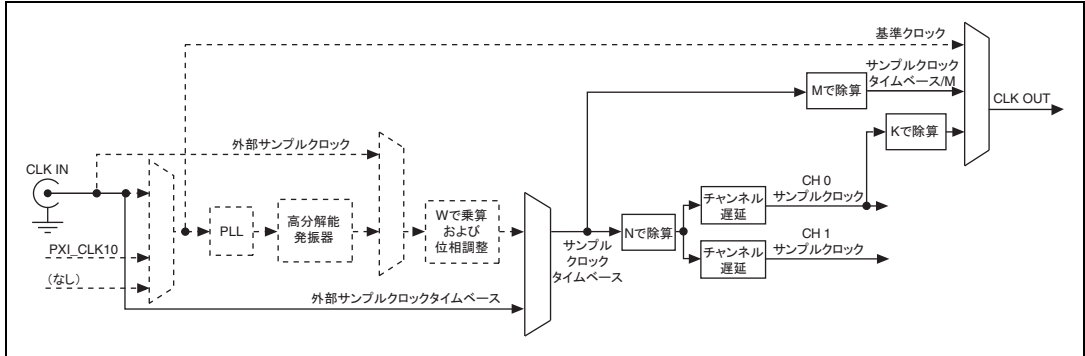 基準クロック
サンプルクロック
タイムベース/M
Mで除算
CLK OUT
Kで除算
外部サンプルクロック
CLK IN
CH 0
サンプルクロック
チャンネル
遅延
PLL
高分解能
発振器
Wで乗算
および
位相調整
Nで除算
サンプル
クロック
タイムベース
CH 1
サンプルクロック
チャンネル
遅延
PXI_CLK10
(なし)
外部サンプルクロックタイムベース